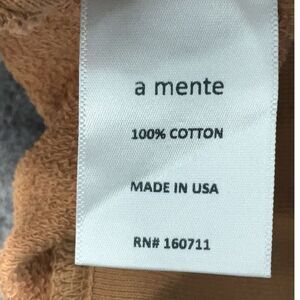 a mente
100% COTTON
MADE IN USA
RN# 160711